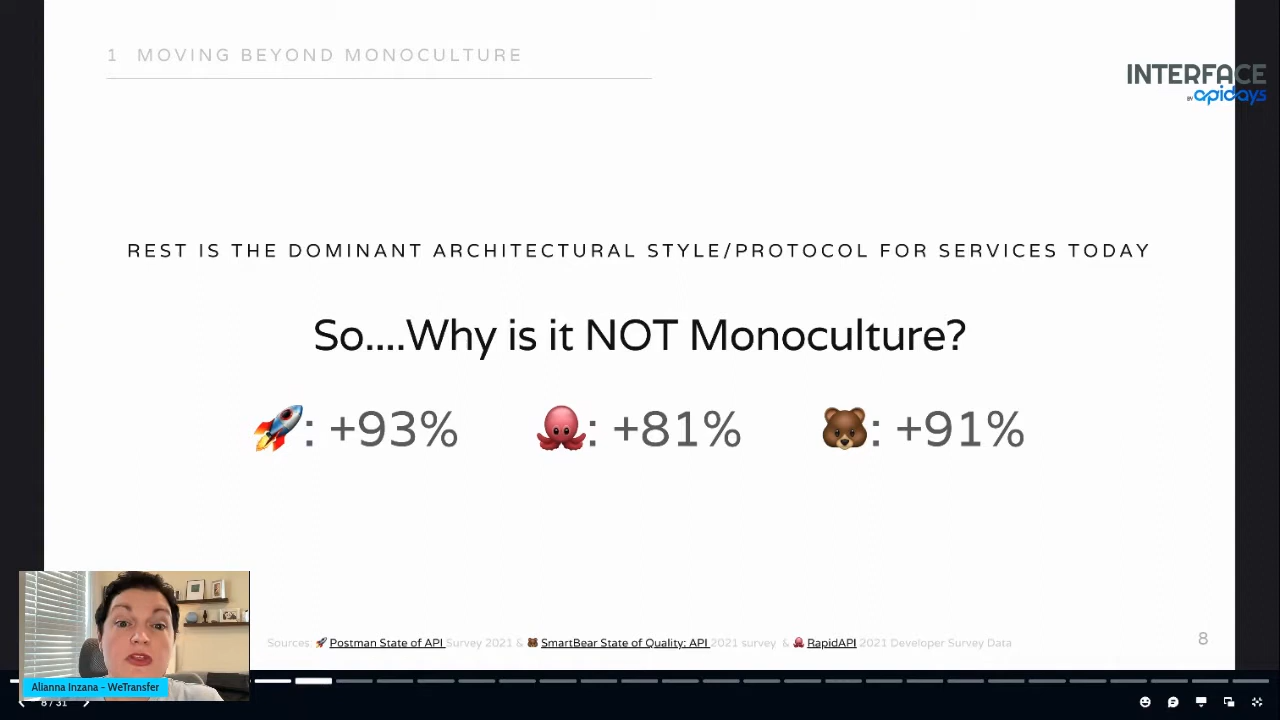 1 MOVING BEYOND MONOCULTURE
INTERFACE
BY apidays
REST IS THE DOMINANT ARCHITECTURAL STYLE/PROTOCOL FOR SERVICES TODAY
So....Why is it NOT Monoculture?
🚀: +93% 🐙: +81% 🐻: +91%
Sources: 🚀 Postman State of API Survey 2021 & 🐻 SmartBear State of Quality: API 2021 survey & 🐙 RapidAPI 2021 Developer Survey Data
8
Alianna Inzana - WeTransfer
8 / 31